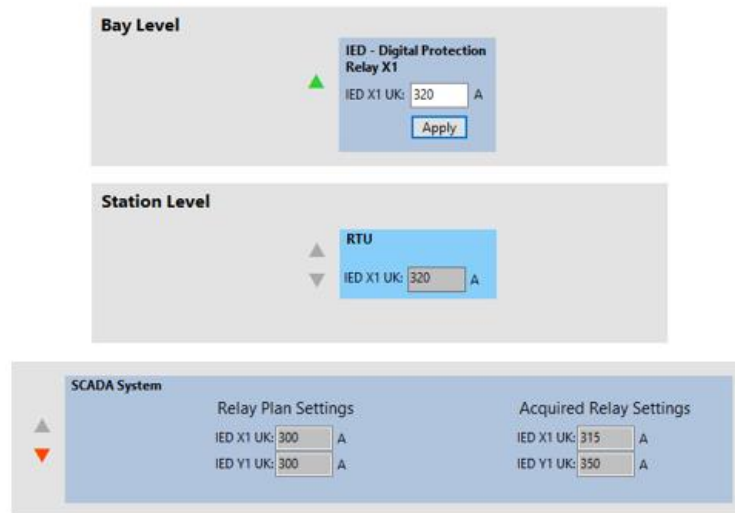 Bay Level
IED - Digital Protection
Relay X1
IED X1 UK: 320 A
Apply
Station Level
RTU
IED X1 UK: 320 A
SCADA System
Relay Plan Settings
IED X1 UK: 300 A
IED Y1 UK: 300 A
Acquired Relay Settings
IED X1 UK: 315 A
IED Y1 UK: 350 A